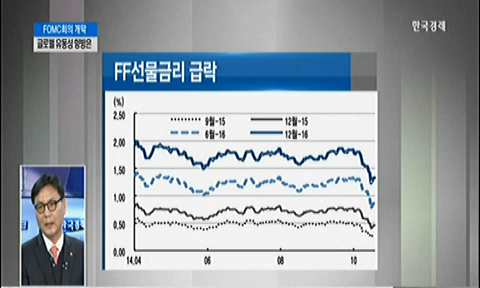 FOMC회의 개막
글로벌 유동성 향방은
한국경제
FF선물금리 급락
(%)
9월-15
12월-15
6월-16
12월-16
2.50
2.00
1.50
1.00
0.50
0.00
14.04
06
08
10